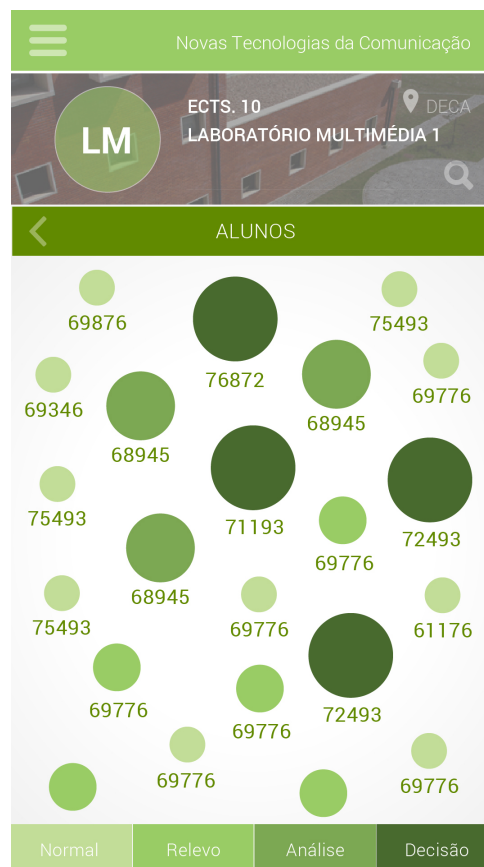 Novas Tecnologias da Comunicação
LM
ECTS. 10
DECA
LABORATÓRIO MULTIMÉDIA 1
ALUNOS
69876
75493
76872
69346
69776
68945
68945
75493
71193
72493
69776
68945
75493
69776
61176
69776
72493
69776
69776
69776
Normal
Relevo
Análise
Decisão